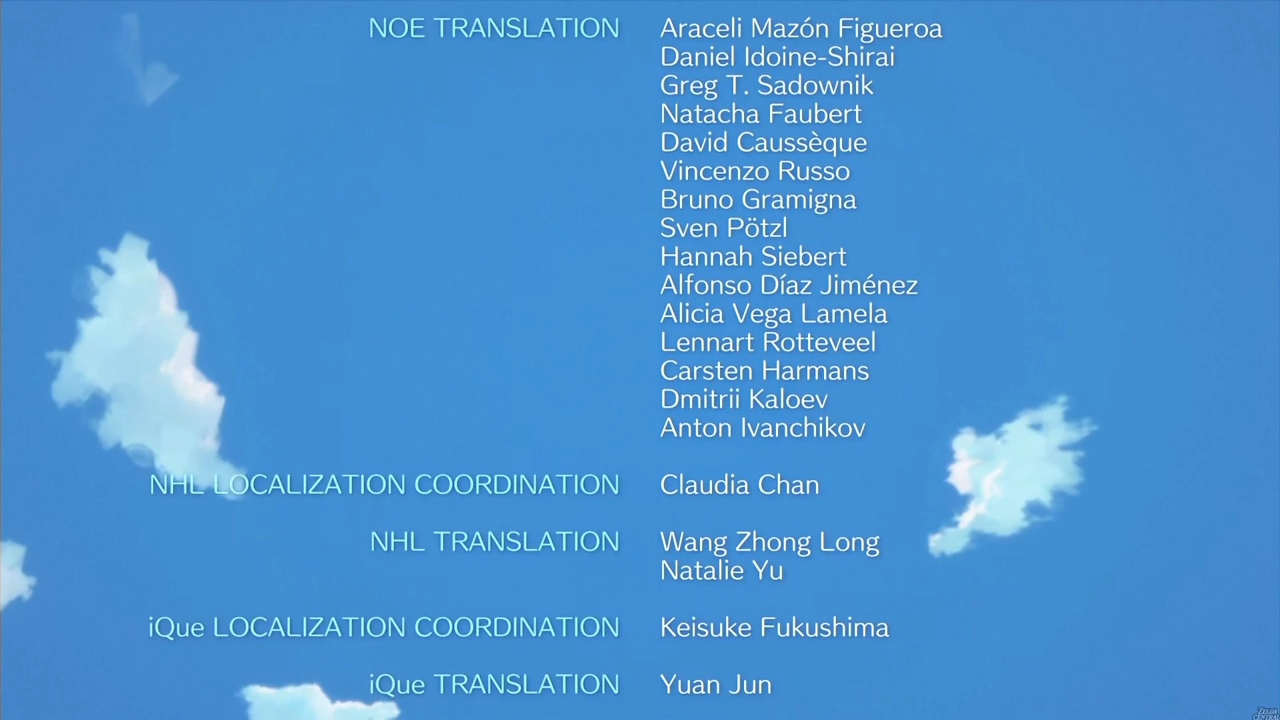 NOE TRANSLATION Araceli Mazón Figueroa
Daniel Idoine-Shirai
Greg T. Sadownik
Natacha Faubert
David Caussèque
Vincenzo Russo
Bruno Gramigna
Sven Pötzl
Hannah Siebert
Alfonso Díaz Jiménez
Alicia Vega Lamela
Lennart Rotteveel
Carsten Harmans
Dmitrii Kaloev
Anton Ivanchikov
NHL LOCALIZATION COORDINATION Claudia Chan
NHL TRANSLATION Wang Zhong Long
Natalie Yu
iQue LOCALIZATION COORDINATION Keisuke Fukushima
iQue TRANSLATION Yuan Jun